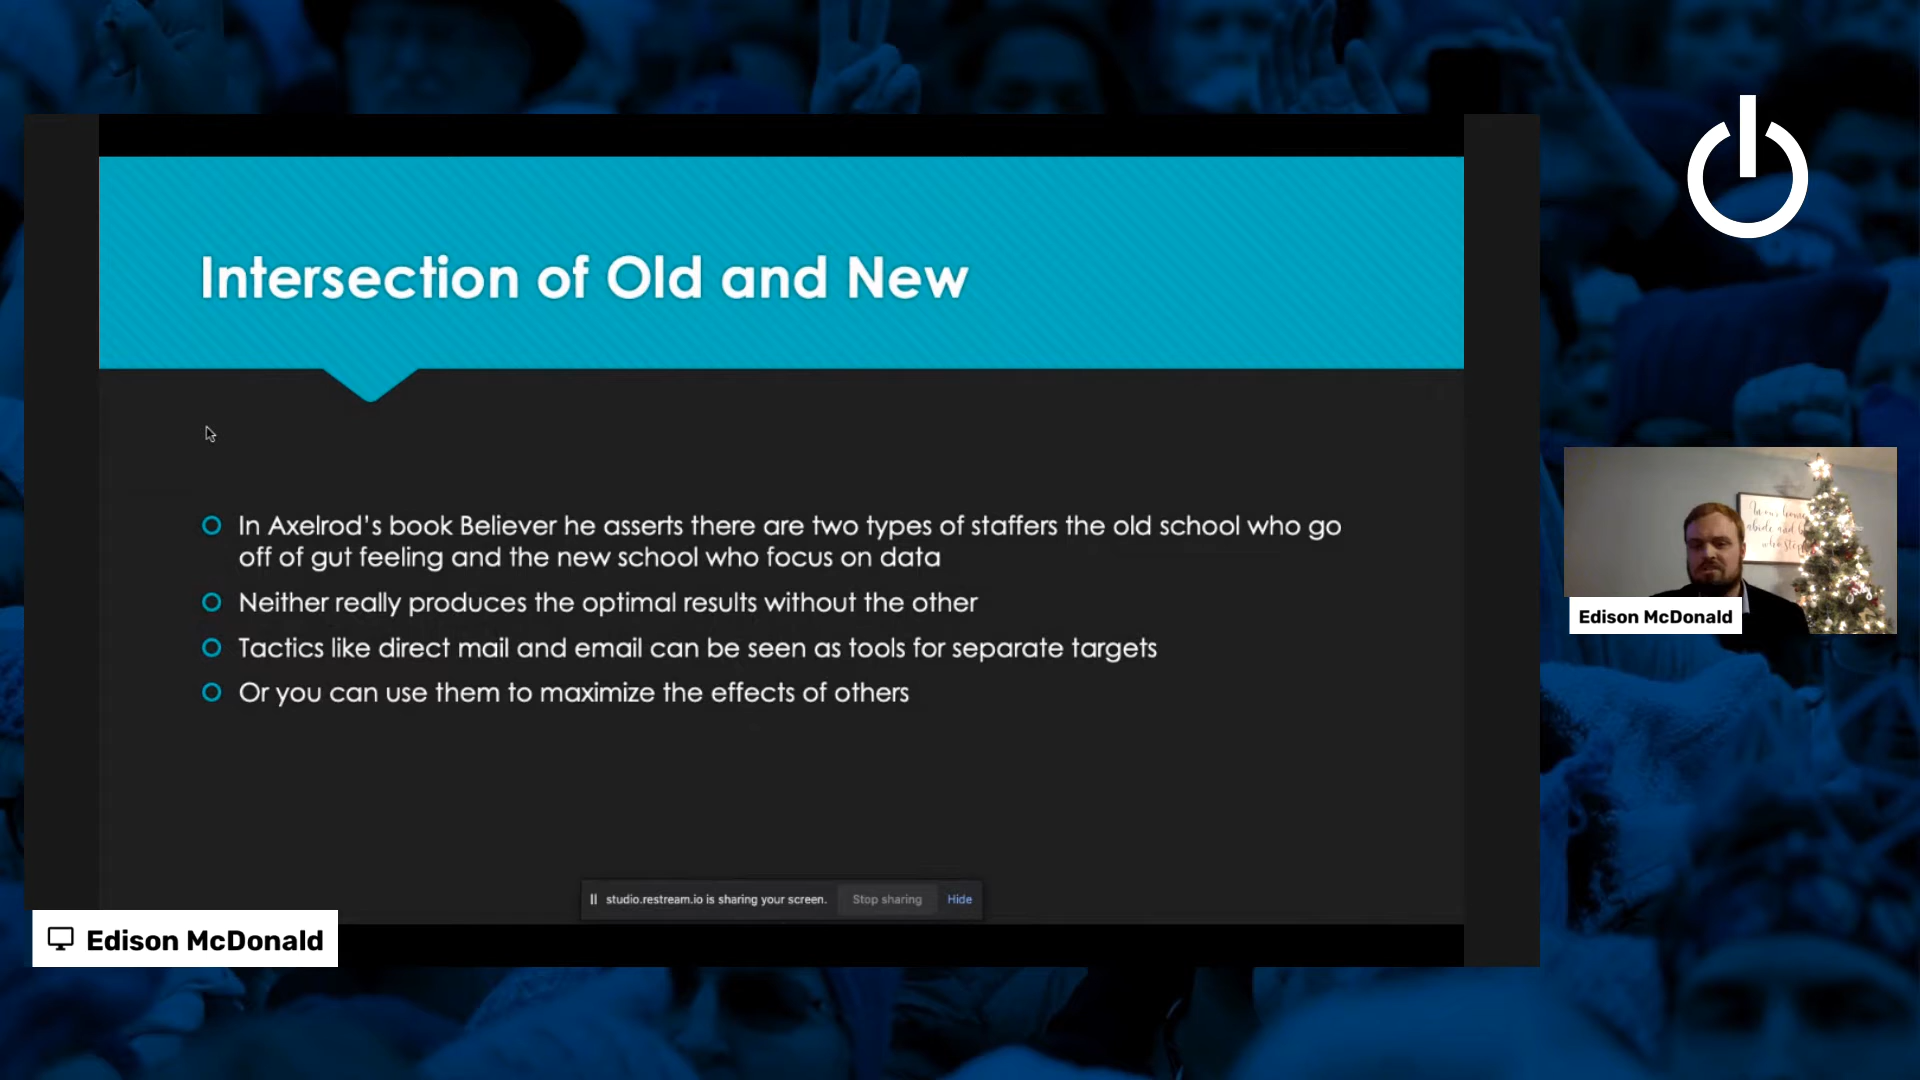 Intersection of Old and New
In Axelrod's book Believer he asserts there are two types of staffers the old school who go
off of gut feeling and the new school who focus on data
Neither really produces the optimal results without the other
Tactics like direct mail and email can be seen as tools for separate targets
Or you can use them to maximize the effects of others
studio.restream.io is sharing your screen.
Stop sharing
Hide
Edison McDonald
Edison McDonald